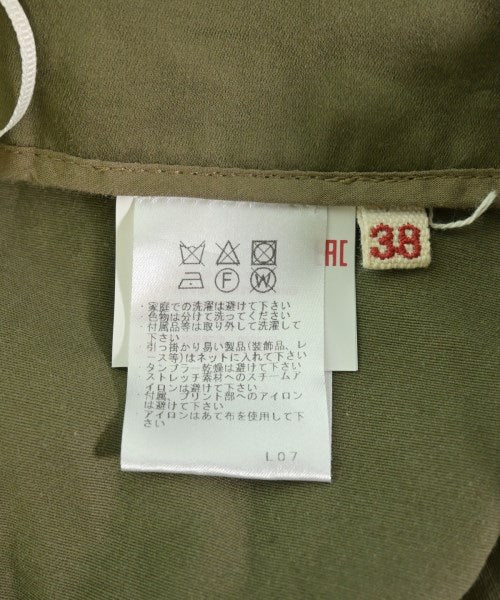 AC
38
F W
・家庭での洗濯は避けて下さい
・色物は分けて洗ってください
・付属品等は取り外して洗濯して
下さい
・引っ掛かり易い製品(装飾品、レ
ース等)はネットに入れて下さい
タンブラー乾燥は避けて下さい
ストレッチ素材へのスチームア
イロンは避けて下さい
・付属、プリント部へのアイロン
は避けて下さい
アイロンはあて布を使用して下
さい
L07